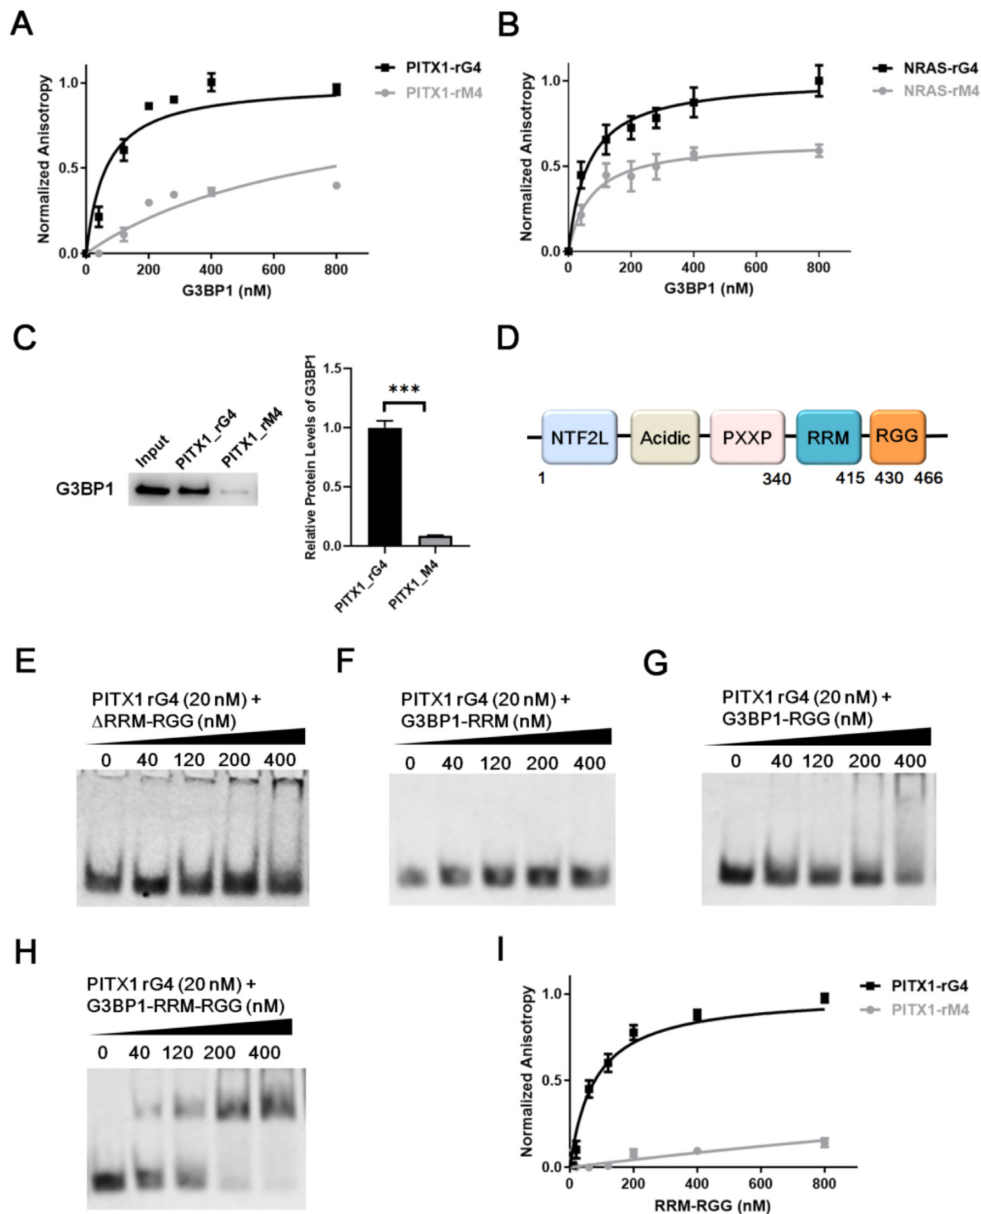 A
Normalized Anisotropy
1.0
0.5
0.0
0 200 400 600 800
G3BP1 (nM)
PITX1-rG4
PITX1-rM4
B
Normalized Anisotropy
1.0
0.5
0.0
0 200 400 600 800
G3BP1 (nM)
NRAS-rG4
NRAS-rM4
C
Input
PITX1_rG4
PITX1_rM4
G3BP1
Relative Protein Levels of G3BP1
1.5
1.0
0.5
0.0
***
PITX1_rG4
PITX1_M4
D
NTF2L Acidic PXXP RRM RGG
1 340 415 430 466
E
PITX1 rG4 (20 nM) +
ΔRRM-RGG (nM)
0 40 120 200 400
F
PITX1 rG4 (20 nM) +
G3BP1-RRM (nM)
0 40 120 200 400
G
PITX1 rG4 (20 nM) +
G3BP1-RGG (nM)
0 40 120 200 400
H
PITX1 rG4 (20 nM) +
G3BP1-RRM-RGG (nM)
0 40 120 200 400
I
Normalized Anisotropy
1.0
0.5
0.0
0 200 400 600 800
RRM-RGG (nM)
PITX1-rG4
PITX1-rM4